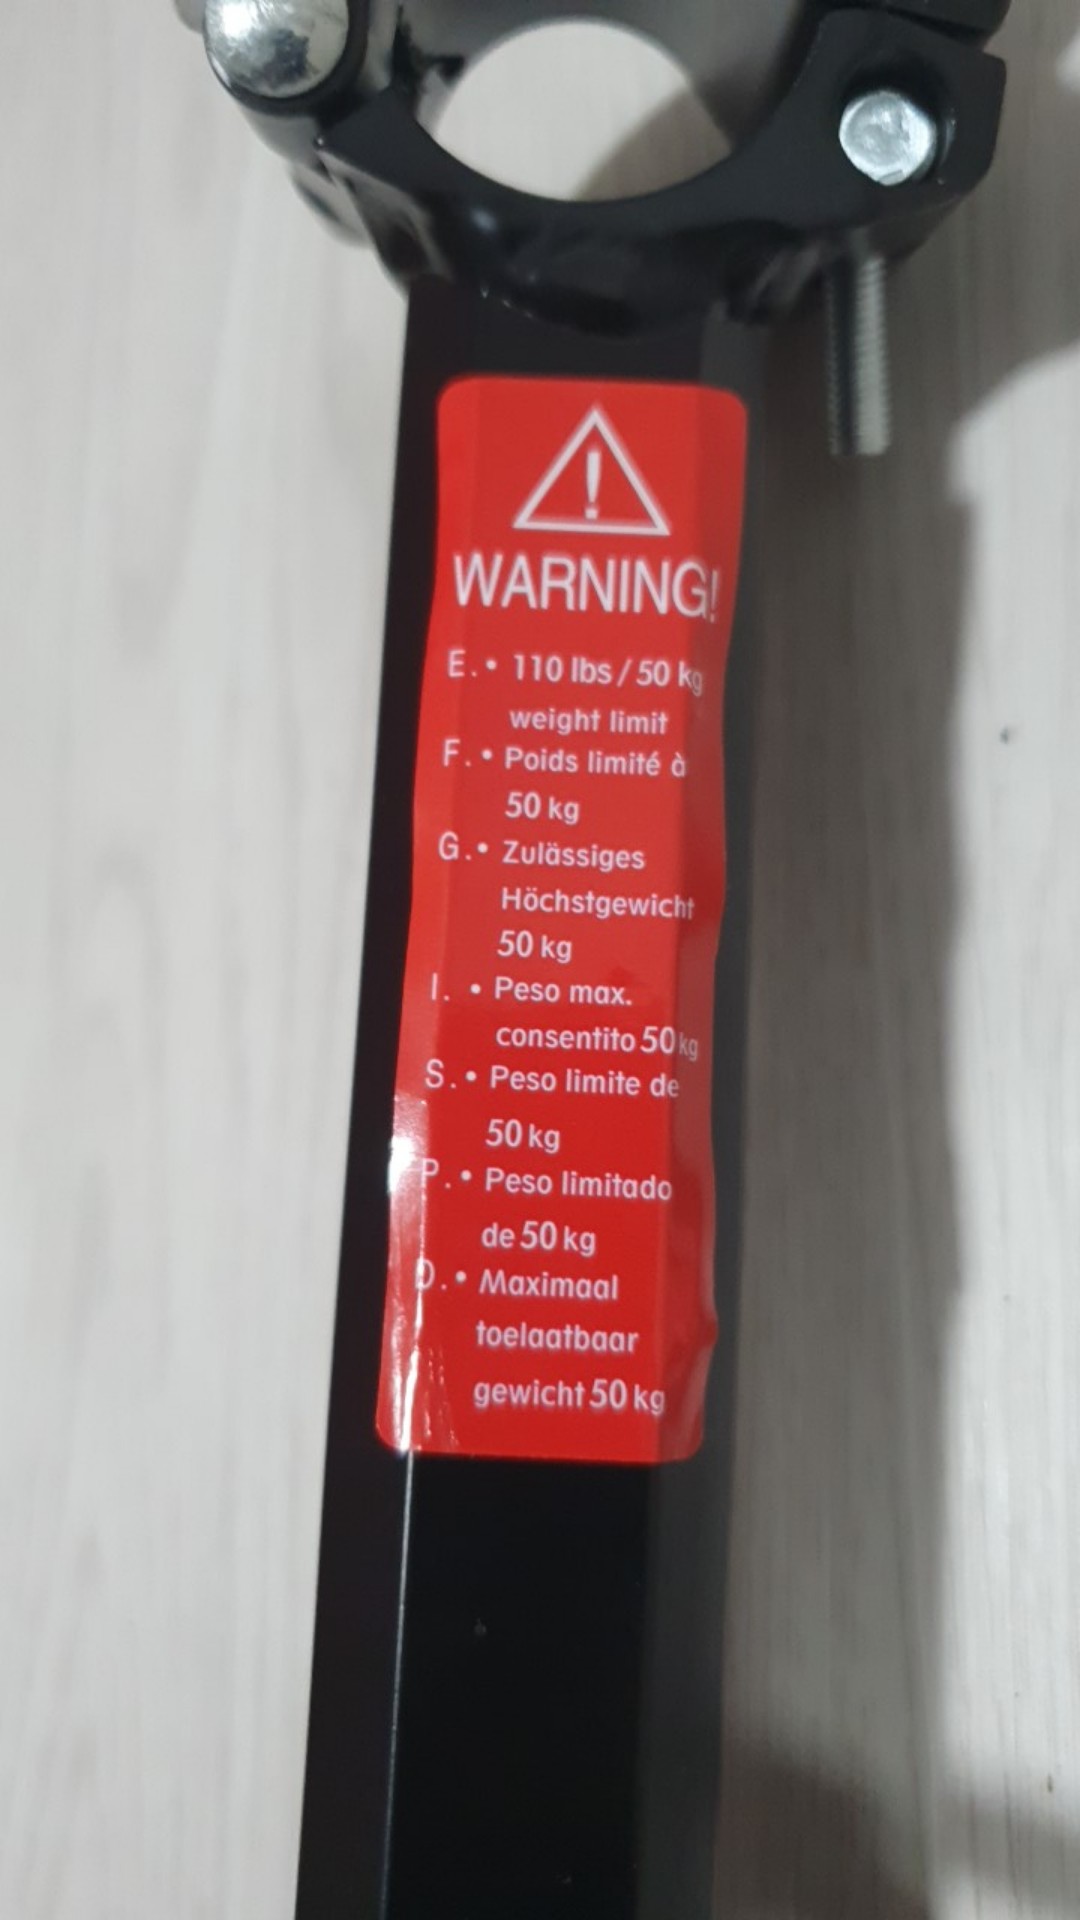 WARNING!
E. • 110 lbs / 50 kg
weight limit
F. • Poids limité à
50 kg
G. • Zulässiges
Höchstgewicht
50 kg
I. • Peso max.
consentito 50 kg
S. • Peso limite de
50 kg
P. • Peso limitado
de 50 kg
D. • Maximaal
toelaatbaar
gewicht 50 kg